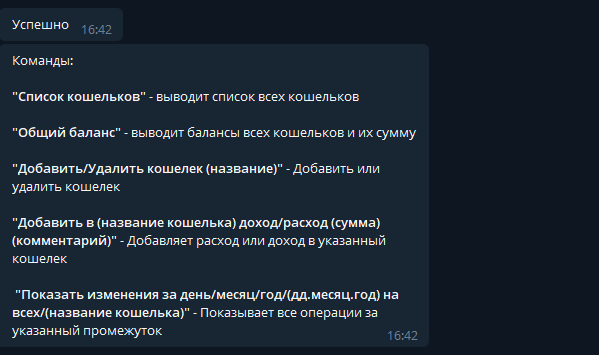 Успешно 16:42
Команды:
"Список кошельков" - выводит список всех кошельков
"Общий баланс" - выводит балансы всех кошельков и их сумму
"Добавить/Удалить кошелек (название)" - Добавить или
удалить кошелек
"Добавить в (название кошелька) доход/расход (сумма)
(комментарий)" - Добавляет расход или доход в указанный
кошелек
"Показать изменения за день/месяц/год/(дд.месяц.год) на
всех/(название кошелька)" - Показывает все операции за
указанный промежуток 16:42